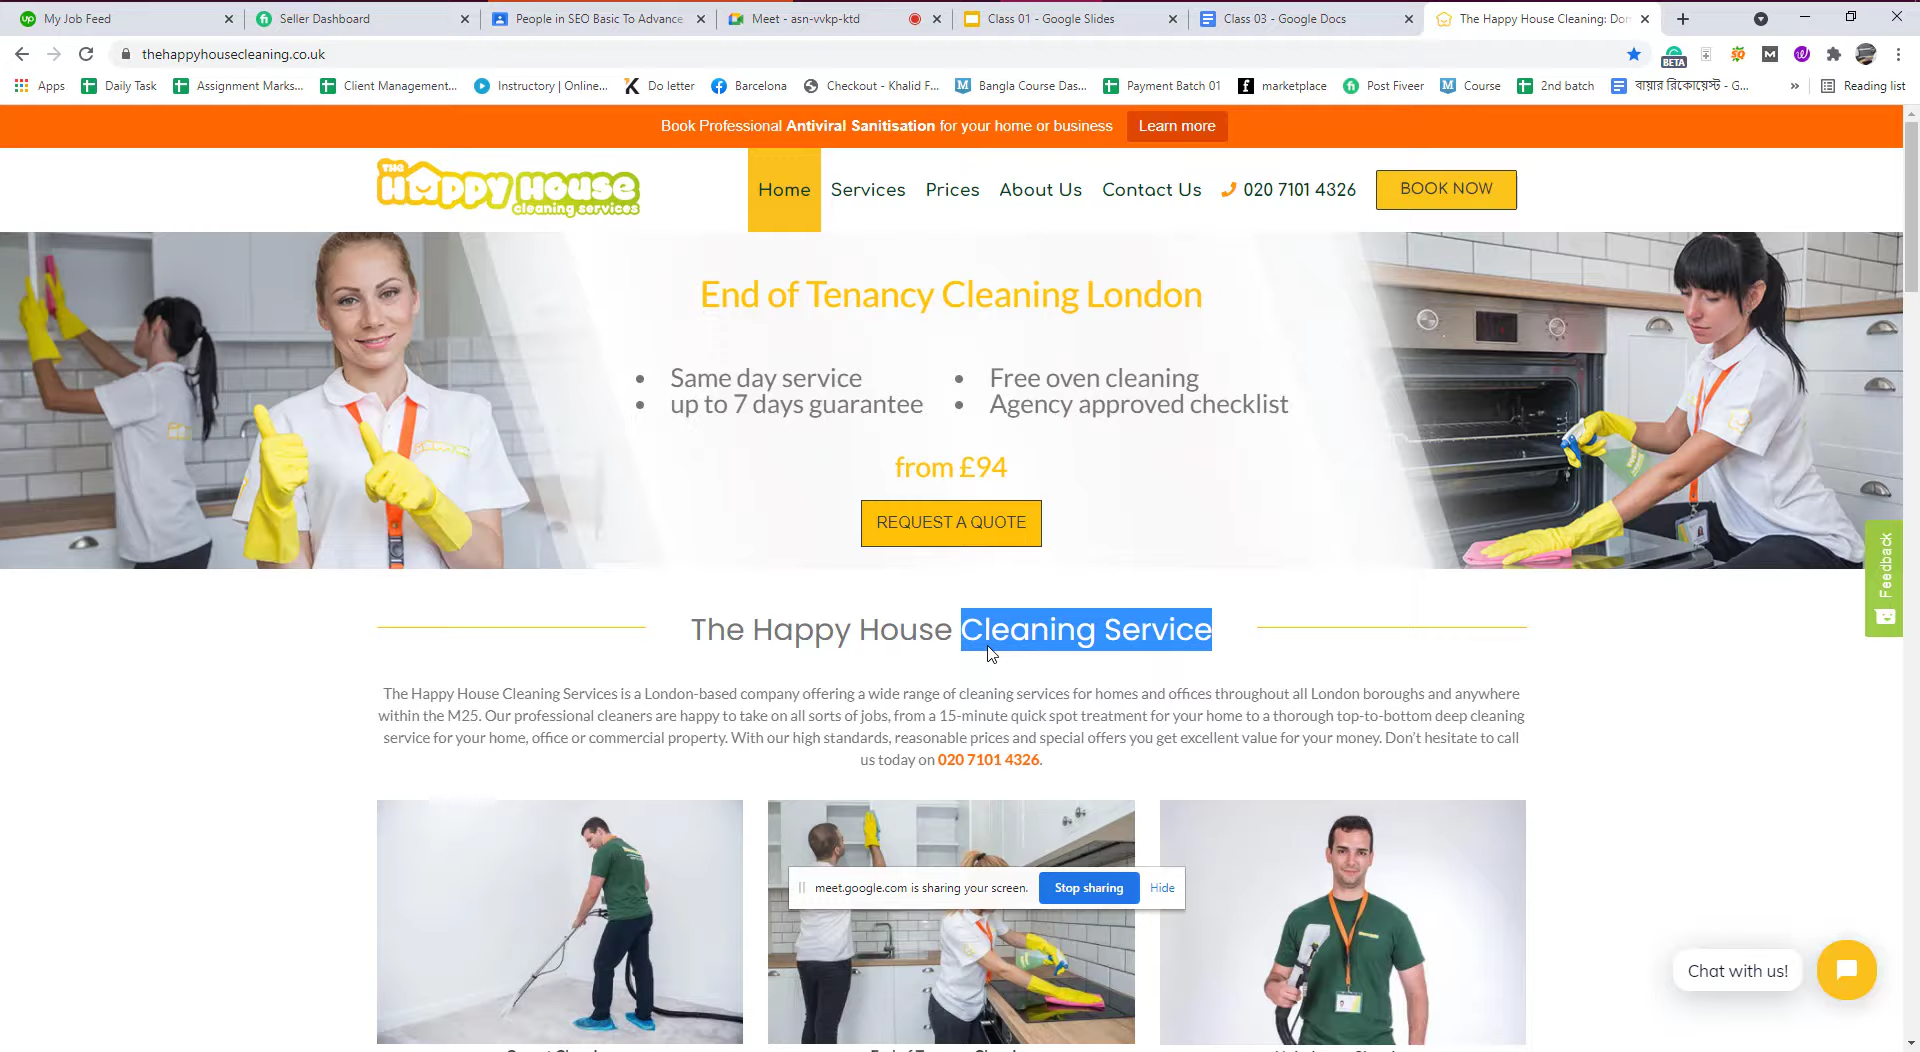 My Job Feed
Seller Dashboard
People in SEO Basic To Advance
Meet - asn-vvkp-ktd
Class 01 - Google Slides
Class 03 - Google Docs
The Happy House Cleaning: Dom
thehappyhousecleaning.co.uk
BETA
Apps
Daily Task
Assignment Marks...
Client Management...
Instructory | Online...
Do letter
Barcelona
Checkout - Khalid F...
Bangla Course Das...
Payment Batch 01
marketplace
Post Fiveer
Course
2nd batch
বায়ার রিকোয়েস্ট - G...
Reading list
Book Professional Antiviral Sanitisation for your home or business
Learn more
THE
HAPPY HOUSE
cleaning services
Home
Services
Prices
About Us
Contact Us
020 7101 4326
BOOK NOW
End of Tenancy Cleaning London
• Same day service
• up to 7 days guarantee
• Free oven cleaning
• Agency approved checklist
from £94
REQUEST A QUOTE
Feedback
The Happy House Cleaning Service
The Happy House Cleaning Services is a London-based company offering a wide range of cleaning services for homes and offices throughout all London boroughs and anywhere
within the M25. Our professional cleaners are happy to take on all sorts of jobs, from a 15-minute quick spot treatment for your home to a thorough top-to-bottom deep cleaning
service for your home, office or commercial property. With our high standards, reasonable prices and special offers you get excellent value for your money. Don't hesitate to call
us today on 020 7101 4326.
meet.google.com is sharing your screen.
Stop sharing
Hide
Chat with us!